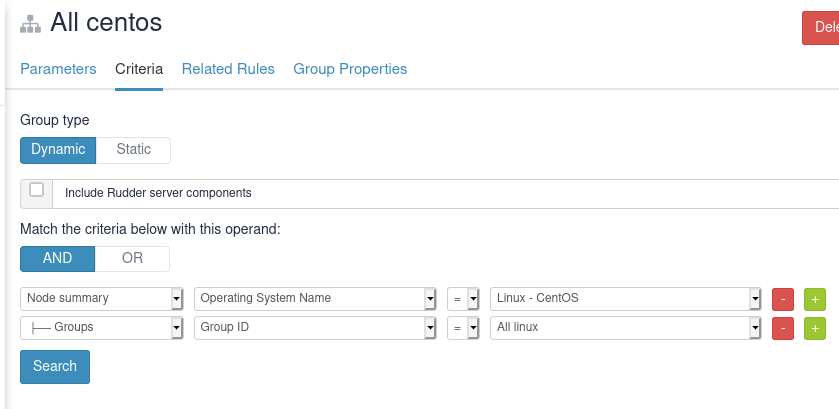 All centos
Dele
Parameters Criteria Related Rules Group Properties
Group type
Dynamic Static
Include Rudder server components
Match the criteria below with this operand:
AND OR
Node summary Operating System Name = Linux - CentOS - +
├── Groups Group ID = All linux - +
Search